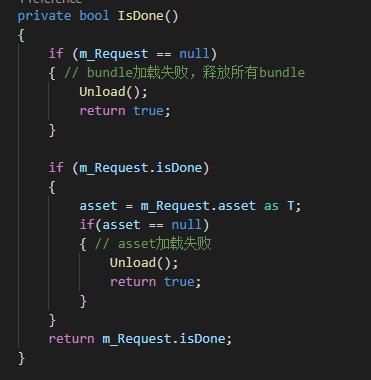 private bool IsDone()
{
if (m_Request == null)
{ // bundle加载失败，释放所有bundle
Unload();
return true;
}
if (m_Request.isDone)
{
asset = m_Request.asset as T;
if(asset == null)
{ // asset加载失败
Unload();
return true;
}
}
return m_Request.isDone;
}